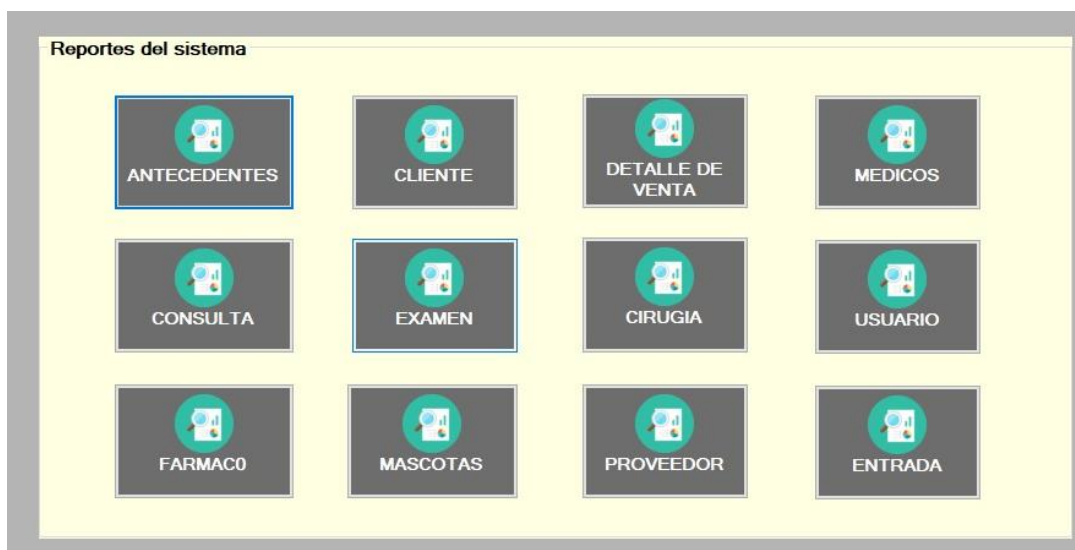 Reportes del sistema
ANTECEDENTES
CLIENTE
DETALLE DE
VENTA
MEDICOS
CONSULTA
EXAMEN
CIRUGIA
USUARIO
FARMAC0
MASCOTAS
PROVEEDOR
ENTRADA